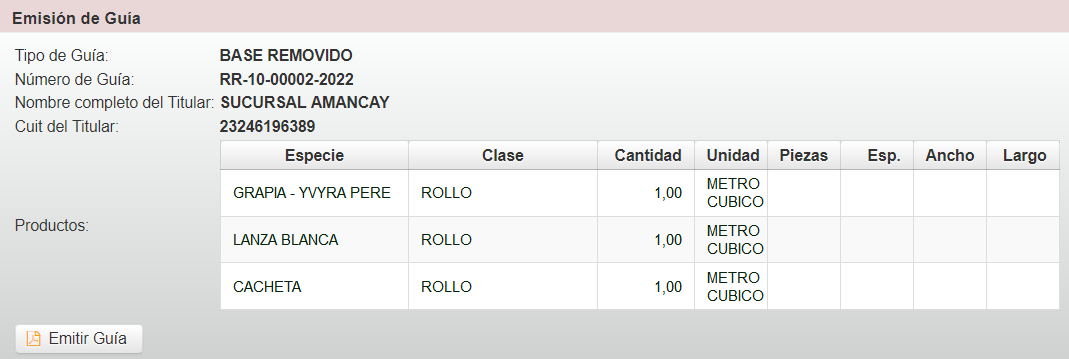 Emisión de Guía
Tipo de Guía: BASE REMOVIDO
Número de Guía: RR-10-00002-2022
Nombre completo del Titular: SUCURSAL AMANCAY
Cuit del Titular: 23246196389
Productos:
Especie Clase Cantidad Unidad Piezas Esp. Ancho Largo
GRAPIA - YVYRA PERE ROLLO 1,00 METRO CUBICO
LANZA BLANCA ROLLO 1,00 METRO CUBICO
CACHETA ROLLO 1,00 METRO CUBICO
Emitir Guía